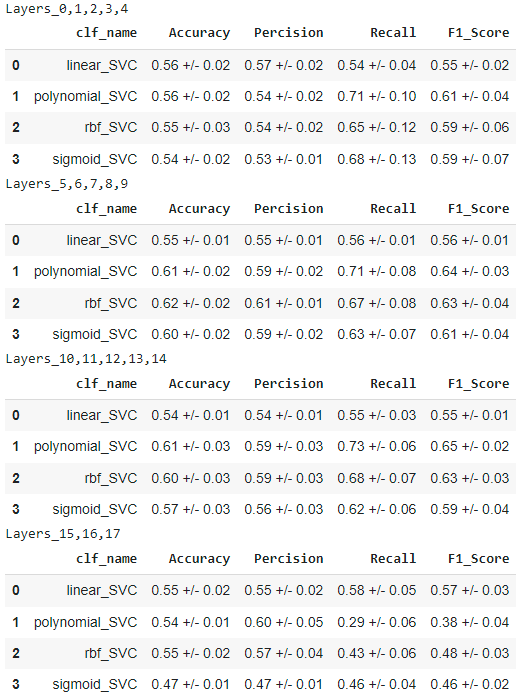 Layers_0,1,2,3,4
clf_name Accuracy Percision Recall F1_Score
0 linear_SVC 0.56 +/- 0.02 0.57 +/- 0.02 0.54 +/- 0.04 0.55 +/- 0.02
1 polynomial_SVC 0.56 +/- 0.02 0.54 +/- 0.02 0.71 +/- 0.10 0.61 +/- 0.04
2 rbf_SVC 0.55 +/- 0.03 0.54 +/- 0.02 0.65 +/- 0.12 0.59 +/- 0.06
3 sigmoid_SVC 0.54 +/- 0.02 0.53 +/- 0.01 0.68 +/- 0.13 0.59 +/- 0.07
Layers_5,6,7,8,9
clf_name Accuracy Percision Recall F1_Score
0 linear_SVC 0.55 +/- 0.01 0.55 +/- 0.01 0.56 +/- 0.01 0.56 +/- 0.01
1 polynomial_SVC 0.61 +/- 0.02 0.59 +/- 0.02 0.71 +/- 0.08 0.64 +/- 0.03
2 rbf_SVC 0.62 +/- 0.02 0.61 +/- 0.01 0.67 +/- 0.08 0.63 +/- 0.04
3 sigmoid_SVC 0.60 +/- 0.02 0.59 +/- 0.02 0.63 +/- 0.07 0.61 +/- 0.04
Layers_10,11,12,13,14
clf_name Accuracy Percision Recall F1_Score
0 linear_SVC 0.54 +/- 0.01 0.54 +/- 0.01 0.55 +/- 0.03 0.55 +/- 0.01
1 polynomial_SVC 0.61 +/- 0.03 0.59 +/- 0.03 0.73 +/- 0.06 0.65 +/- 0.02
2 rbf_SVC 0.60 +/- 0.03 0.59 +/- 0.03 0.68 +/- 0.07 0.63 +/- 0.03
3 sigmoid_SVC 0.57 +/- 0.03 0.56 +/- 0.03 0.62 +/- 0.06 0.59 +/- 0.04
Layers_15,16,17
clf_name Accuracy Percision Recall F1_Score
0 linear_SVC 0.55 +/- 0.02 0.55 +/- 0.02 0.58 +/- 0.05 0.57 +/- 0.03
1 polynomial_SVC 0.54 +/- 0.01 0.60 +/- 0.05 0.29 +/- 0.06 0.38 +/- 0.04
2 rbf_SVC 0.55 +/- 0.02 0.57 +/- 0.04 0.43 +/- 0.06 0.48 +/- 0.03
3 sigmoid_SVC 0.47 +/- 0.01 0.47 +/- 0.01 0.46 +/- 0.04 0.46 +/- 0.02